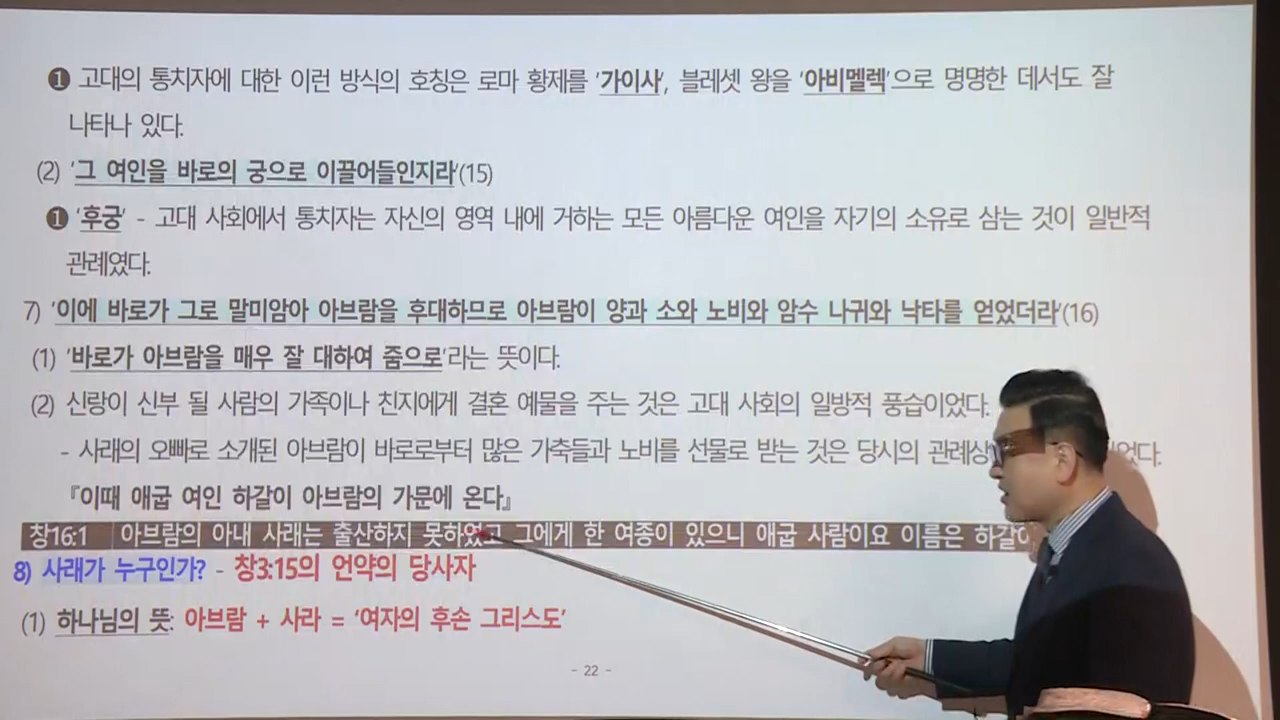 ❶ 고대의 통치자에 대한 이런 방식의 호칭은 로마 황제를 '가이사', 블레셋 왕을 '아비멜렉'으로 명명한 데서도 잘
나타나 있다.
(2) '그 여인을 바로의 궁으로 이끌어들인지라'(15)
❶ '후궁' - 고대 사회에서 통치자는 자신의 영역 내에 거하는 모든 아름다운 여인을 자기의 소유로 삼는 것이 일반적
관례였다.
7) '이에 바로가 그로 말미암아 아브람을 후대하므로 아브람이 양과 소와 노비와 암수 나귀와 낙타를 얻었더라'(16)
(1) '바로가 아브람을 매우 잘 대하여 줌으로'라는 뜻이다.
(2) 신랑이 신부 될 사람의 가족이나 친지에게 결혼 예물을 주는 것은 고대 사회의 일방적 풍습이었다.
- 사래의 오빠로 소개된 아브람이 바로로부터 많은 가축들과 노비를 선물로 받는 것은 당시의 관례상
『이때 애굽 여인 하갈이 아브람의 가문에 온다』
창16:1 아브람의 아내 사래는 출산하지 못하였고 그에게 한 여종이 있으니 애굽 사람이요 이름은 하갈이
8) 사래가 누구인가? - 창3:15의 언약의 당사자
(1) 하나님의 뜻: 아브람 + 사라 = '여자의 후손 그리스도'
- 22 -